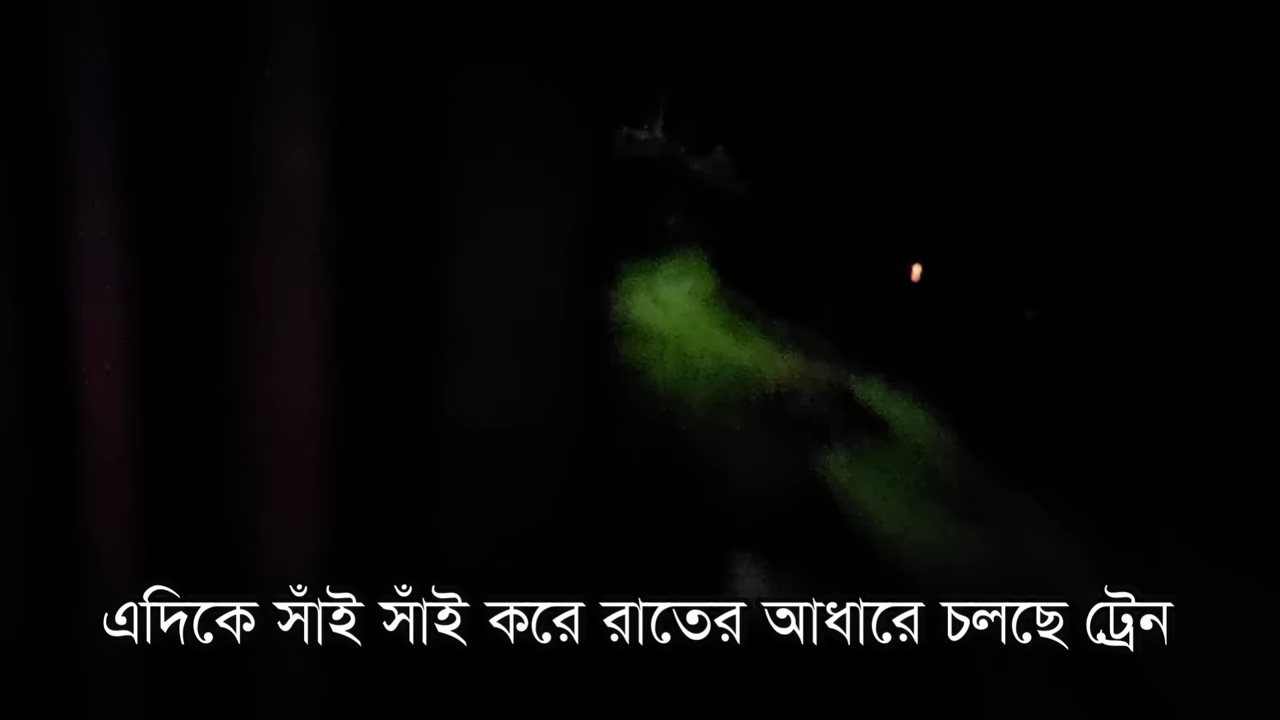 এদিকে সাঁই সাঁই করে রাতের আধারে চলছে ট্রেন